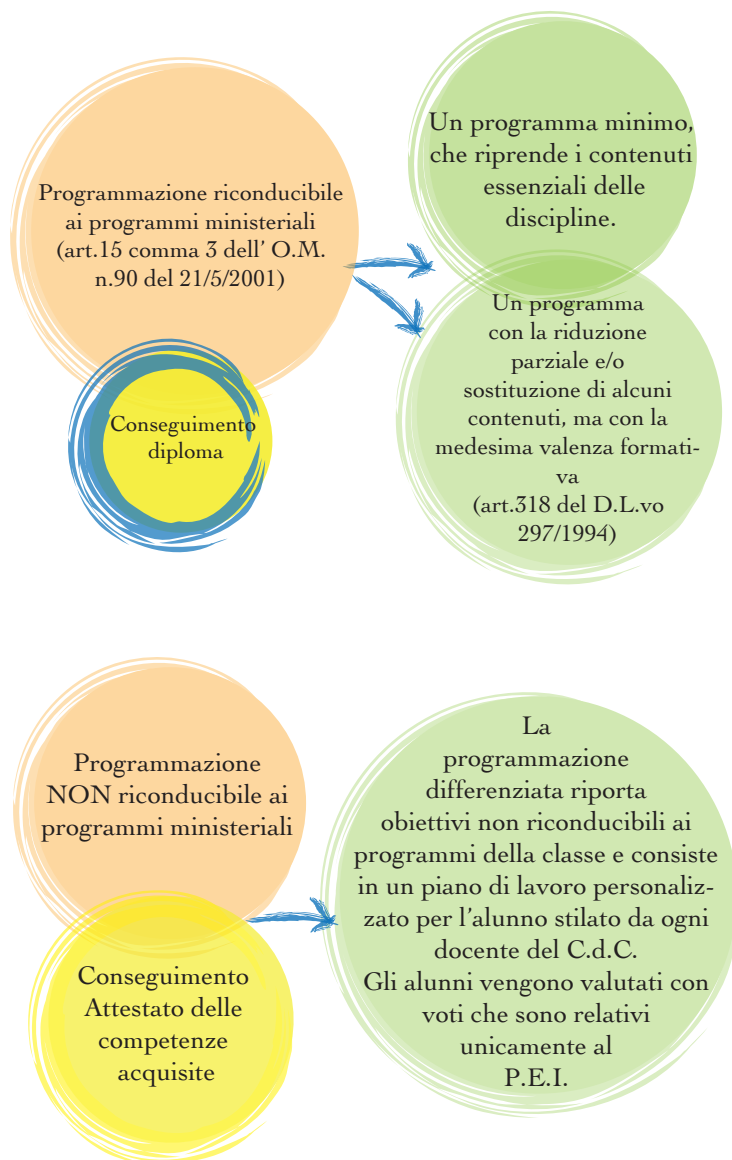 Programmazione riconducibile
ai programmi ministeriali
(art.15 comma 3 dell' O.M.
n.90 del 21/5/2001)
Conseguimento
diploma
Un programma minimo,
che riprende i contenuti
essenziali delle
discipline.
Un programma
con la riduzione
parziale e/o
sostituzione di alcuni
contenuti, ma con la
medesima valenza formati-
va
(art.318 del D.L.vo
297/1994)
Programmazione
NON riconducibile ai
programmi ministeriali
Conseguimento
Attestato delle
competenze
acquisite
La
programmazione
differenziata riporta
obiettivi non riconducibili ai
programmi della classe e consiste
in un piano di lavoro personaliz-
zato per l'alunno stilato da ogni
docente del C.d.C.
Gli alunni vengono valutati con
voti che sono relativi
unicamente al
P.E.I.